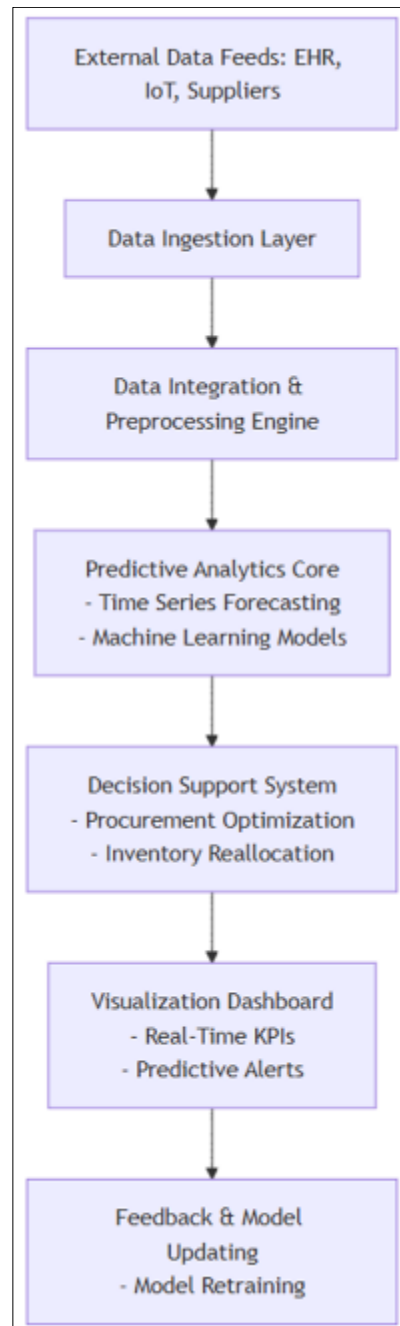 External Data Feeds: EHR,
IoT, Suppliers
Data Ingestion Layer
Data Integration &
Preprocessing Engine
Predictive Analytics Core
- Time Series Forecasting
- Machine Learning Models
Decision Support System
- Procurement Optimization
- Inventory Reallocation
Visualization Dashboard
- Real-Time KPIs
- Predictive Alerts
Feedback & Model
Updating
- Model Retraining